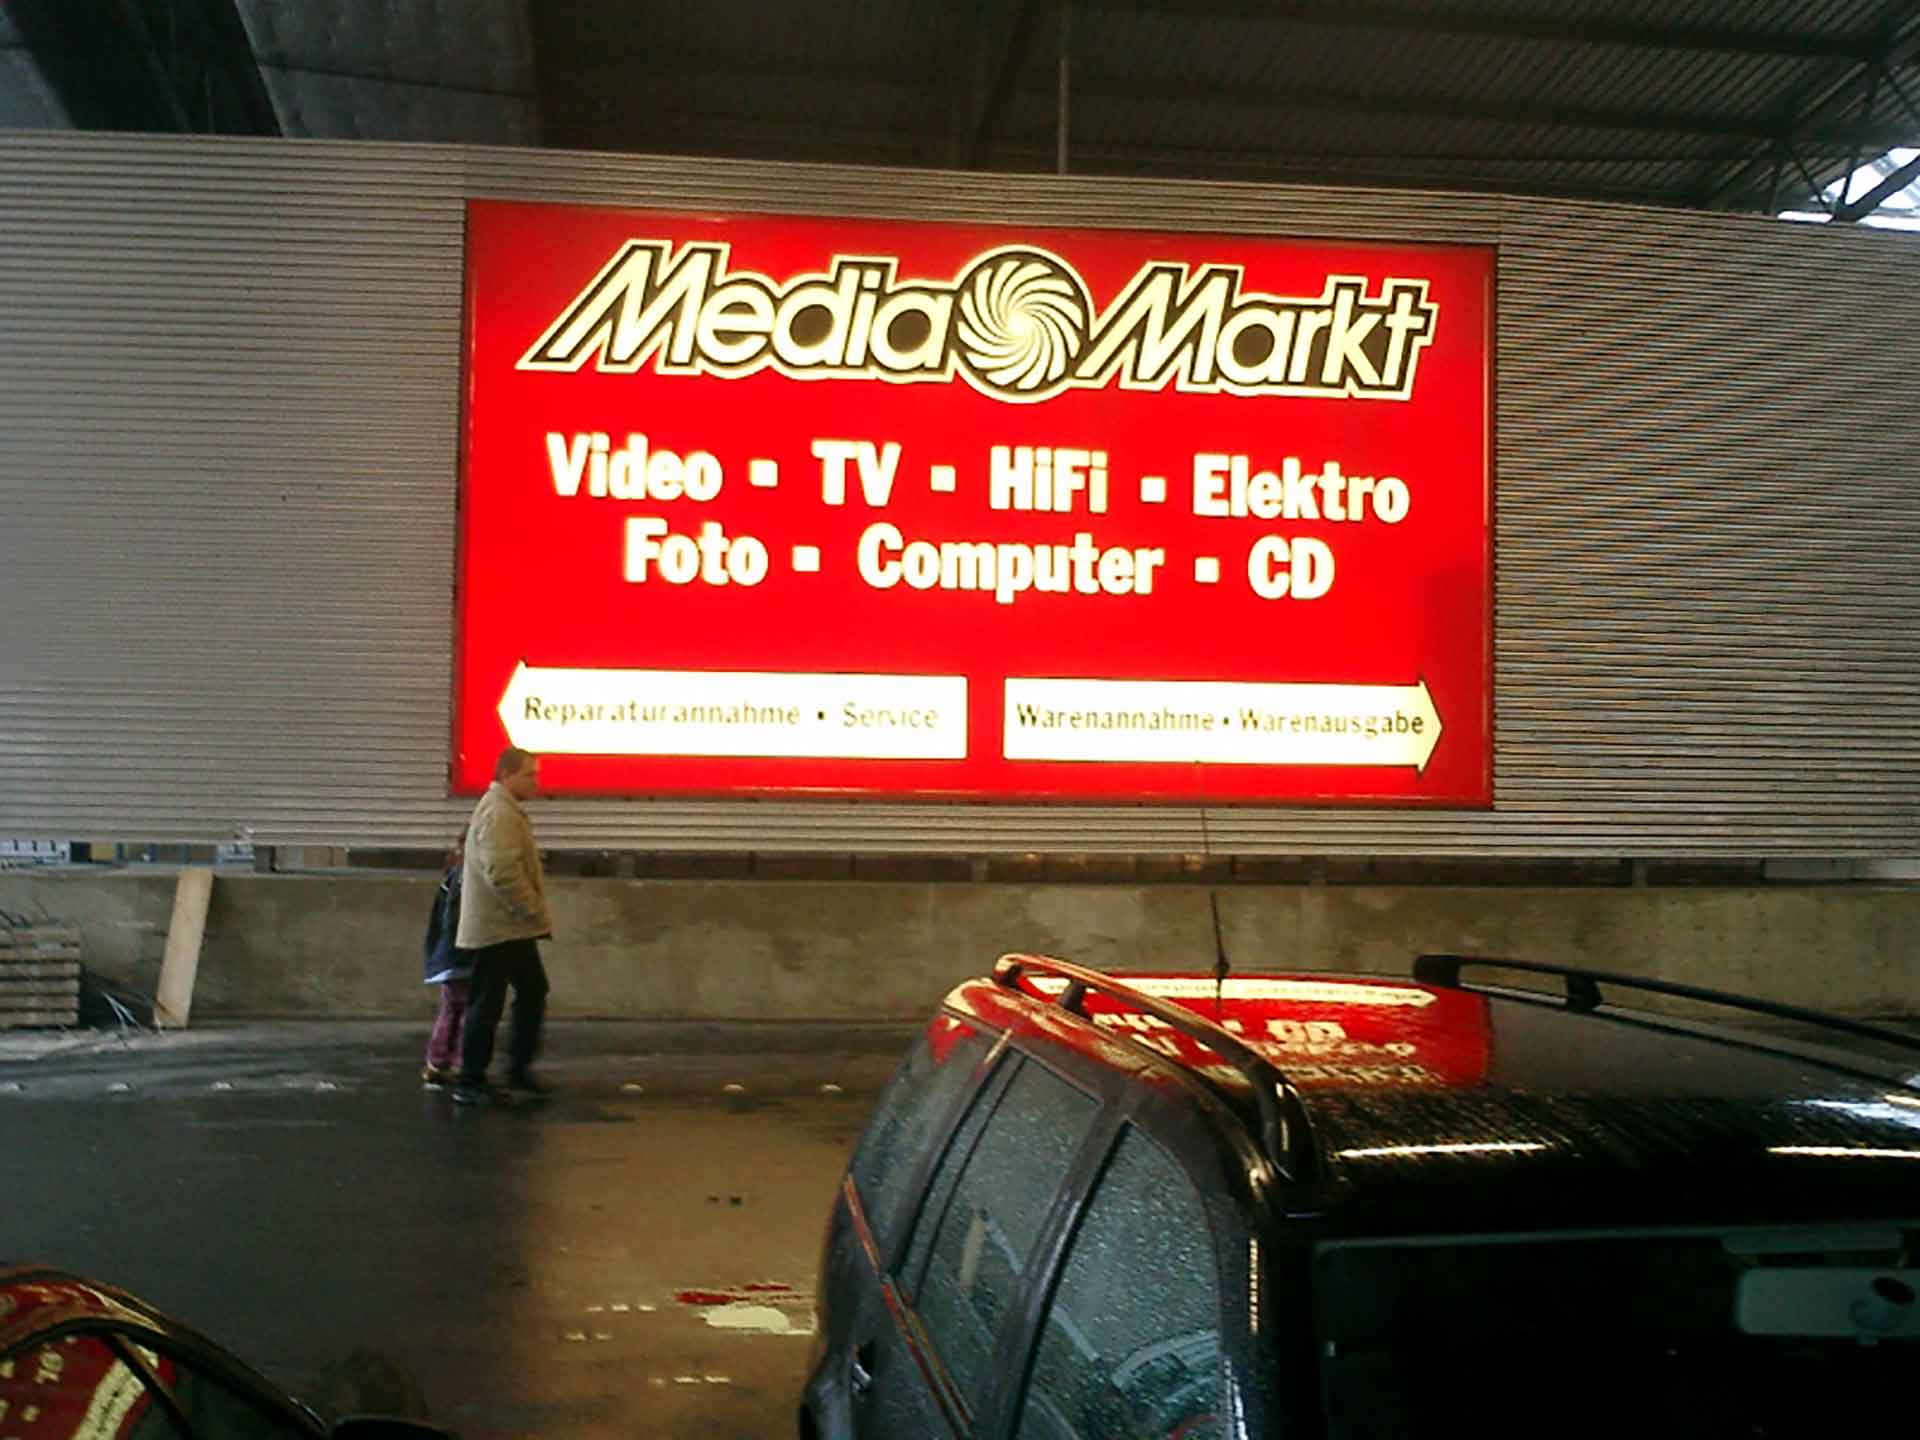 Media Markt
Video ▪ TV ▪ HiFi ▪ Elektro
Foto ▪ Computer ▪ CD
Reparaturannahme ▪ Service
Warenannahme ▪ Warenausgabe